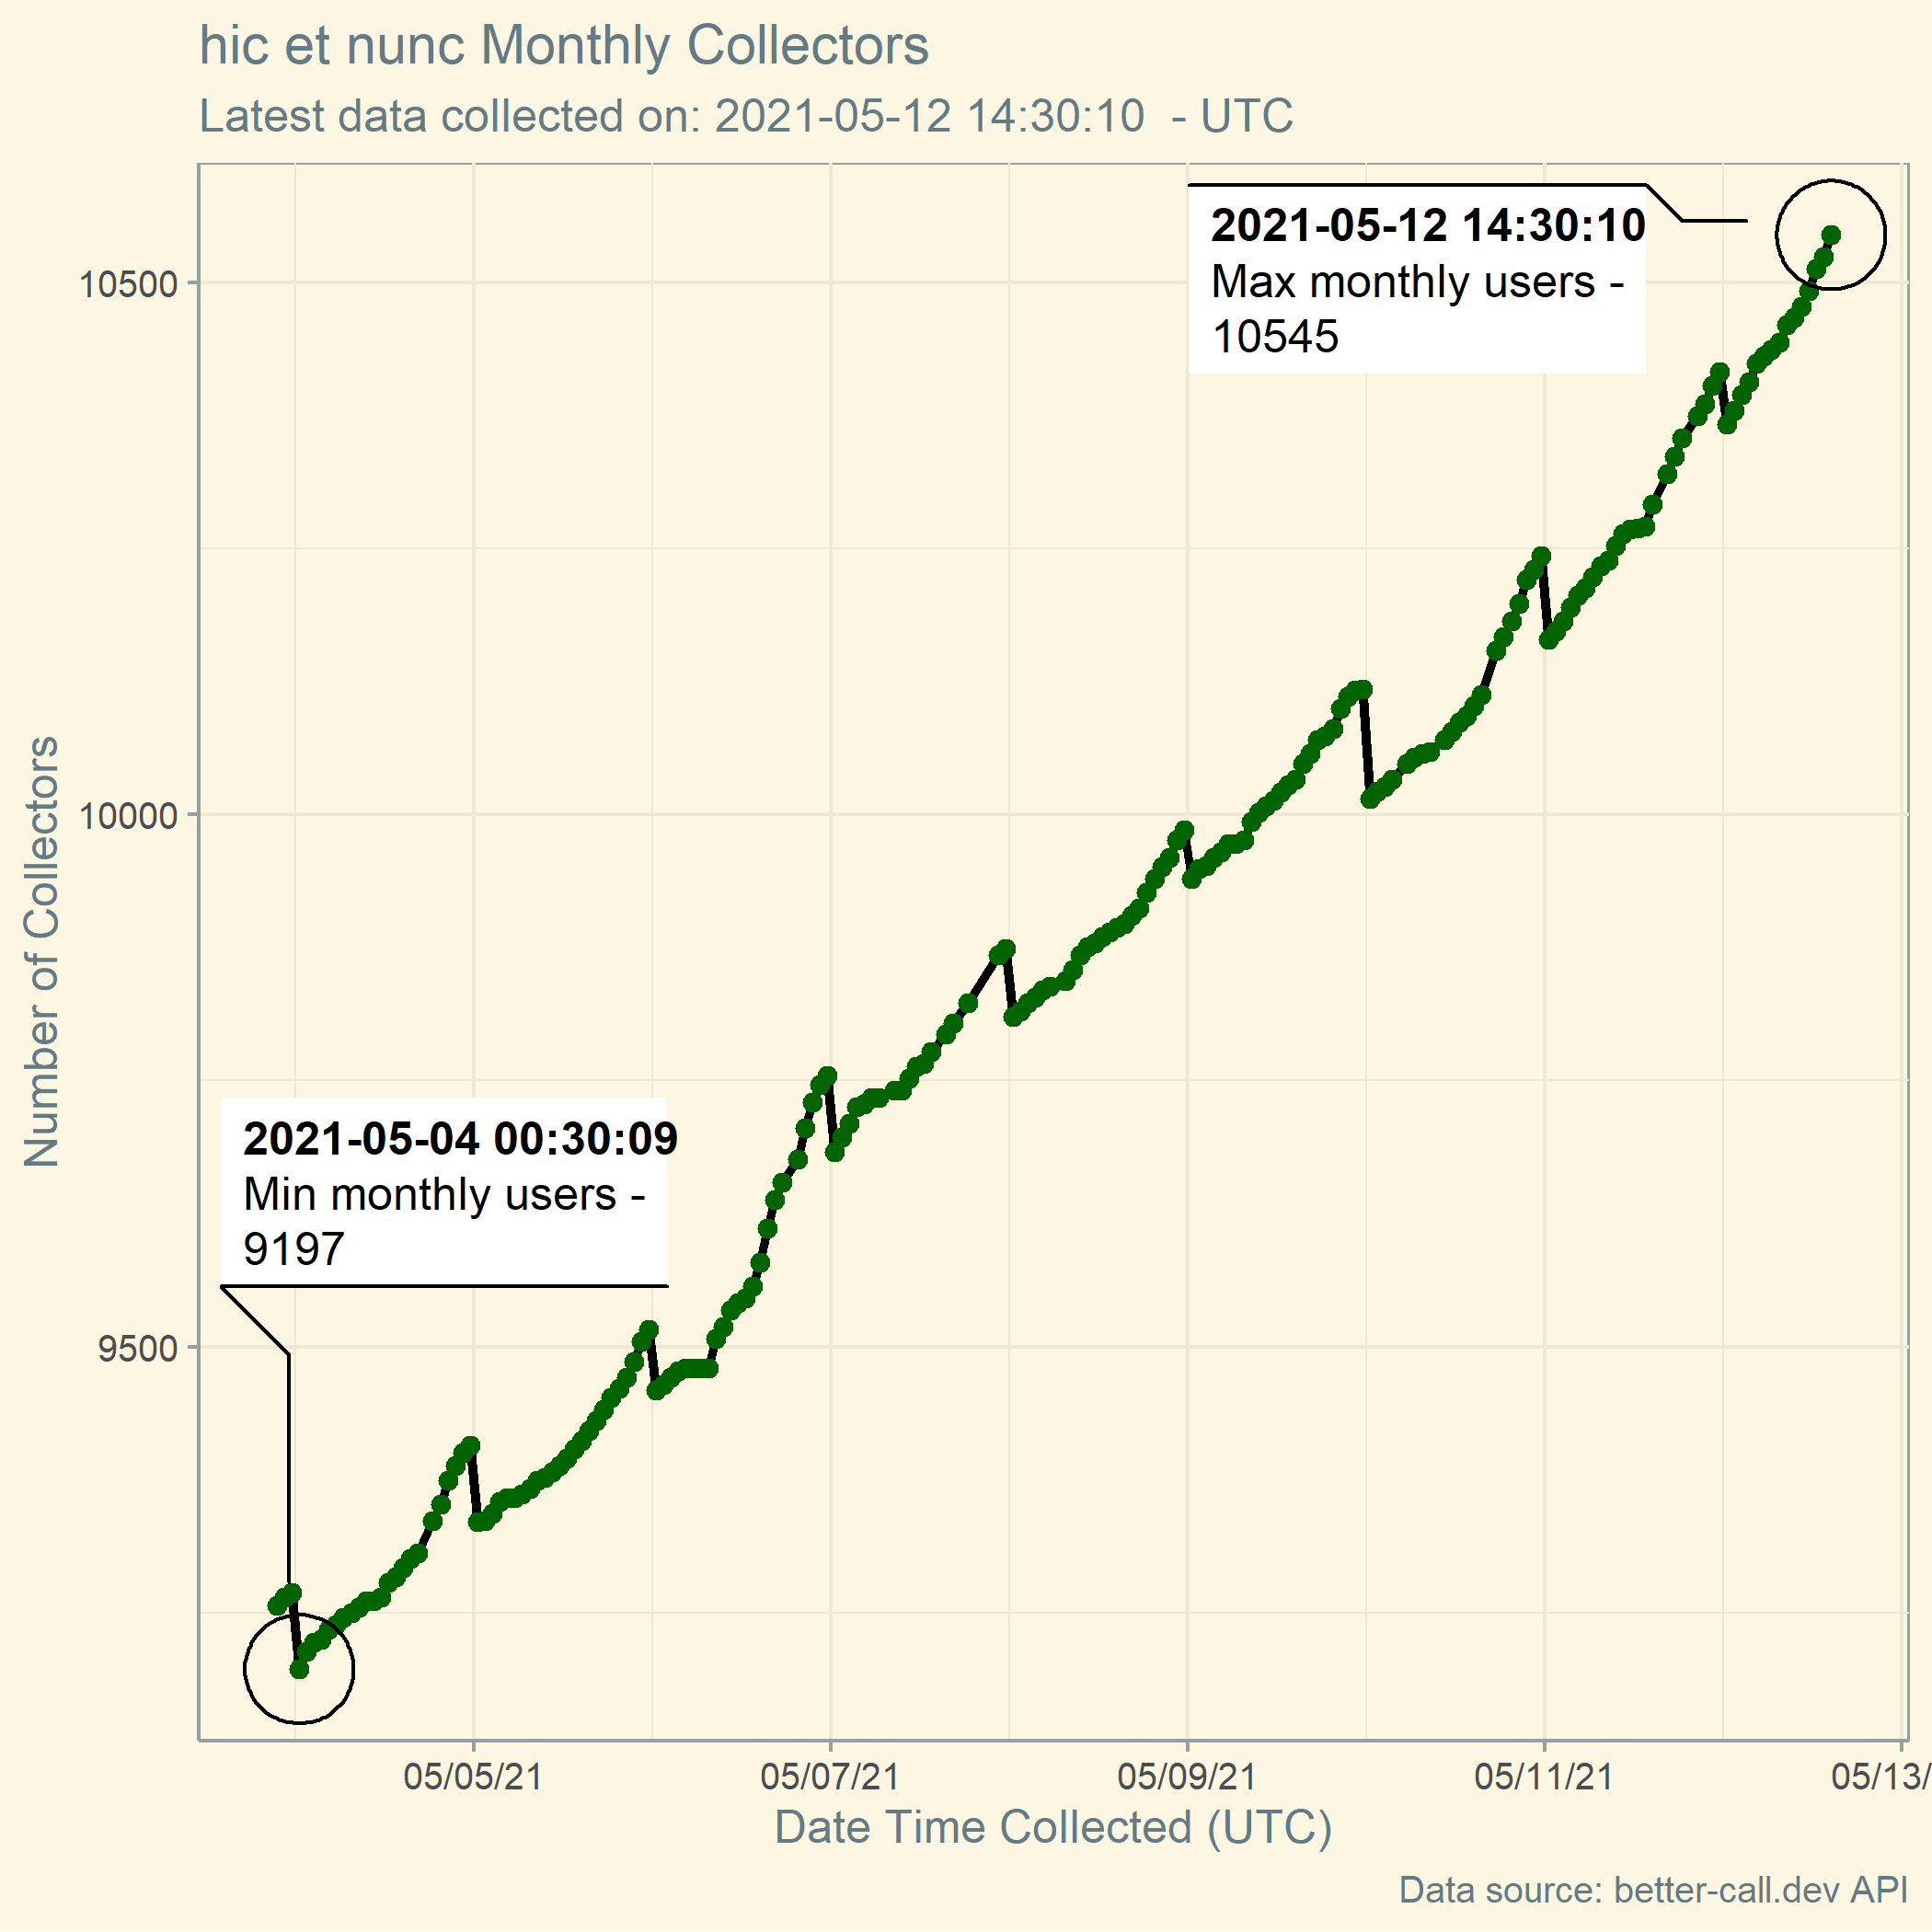 hic et nunc Monthly Collectors
Latest data collected on: 2021-05-12 14:30:10  - UTC
2021-05-12 14:30:10
Max monthly users -
10545
2021-05-04 00:30:09
Min monthly users -
9197
Number of Collectors
10500
10000
9500
05/05/21
05/07/21
05/09/21
05/11/21
05/13/
Date Time Collected (UTC)
Data source: better-call.dev API